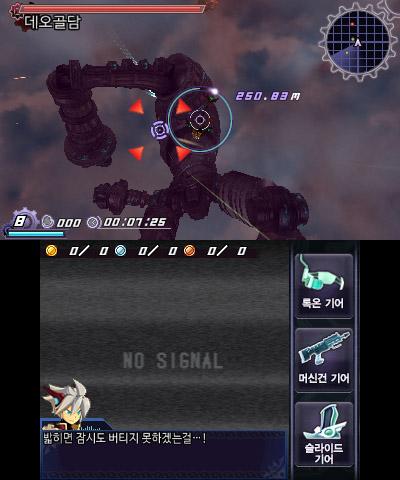 데오골담
250.83 m
8 000 00:07:25
0/ 0 0/ 0 0/ 0
NO SIGNAL
록온 기어
머신건 기어
슬라이드
기어
밟히면 잠시도 버티지 못하겠는걸…!